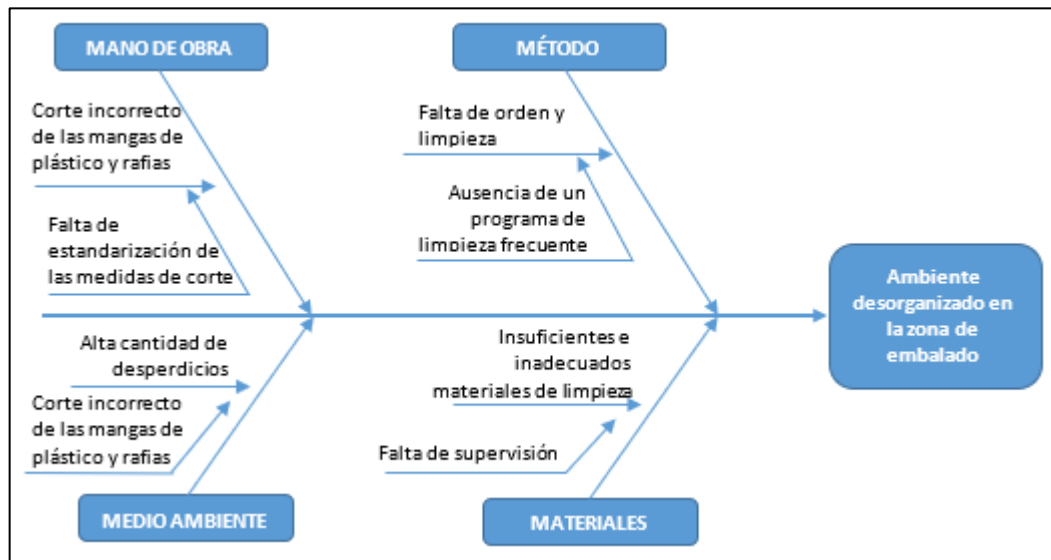 MANO DE OBRA
MÉTODO
Corte incorrecto
de las mangas de
plástico y rafias
Falta de
estandarización de
las medidas de corte
Falta de orden y
limpieza
Ausencia de un
programa de
limpieza frecuente
Ambiente
desorganizado en
la zona de
embalado
Alta cantidad de
desperdicios
Corte incorrecto
de las mangas de
plástico y rafias
Insuficientes e
inadecuados
materiales de limpieza
Falta de supervisión
MEDIO AMBIENTE
MATERIALES